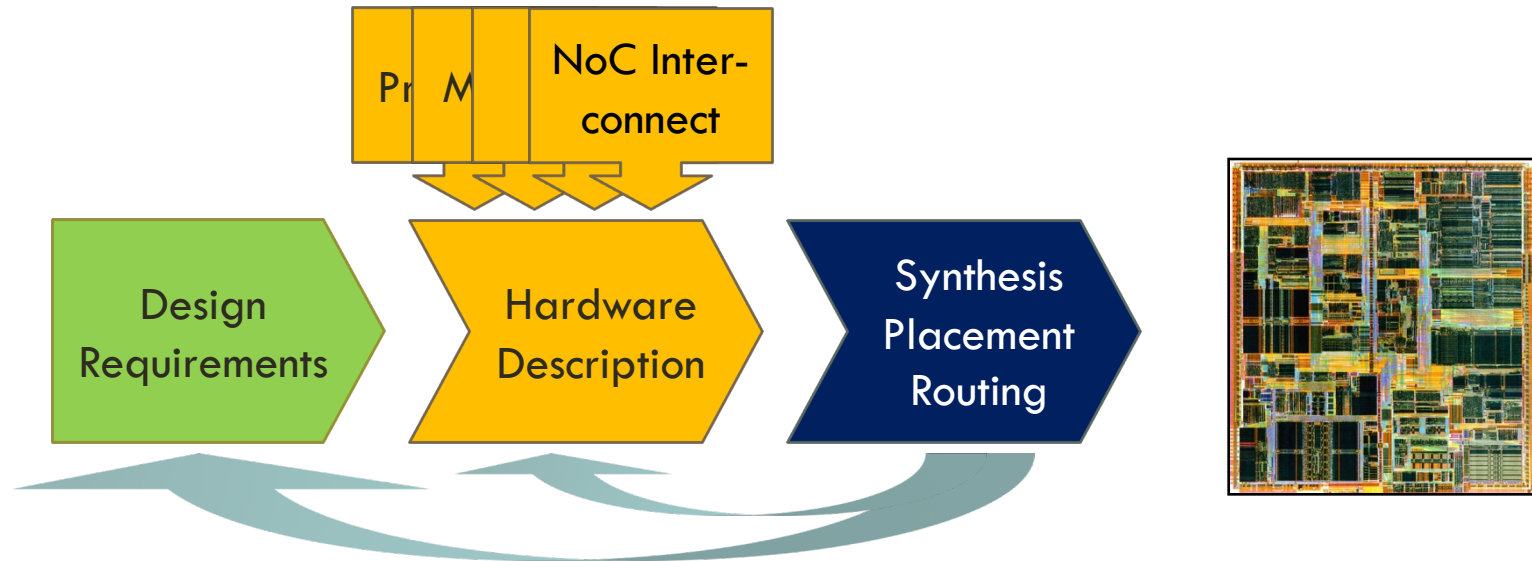 Pr
M
NoC Inter-
connect
Design
Requirements
Hardware
Description
Synthesis
Placement
Routing